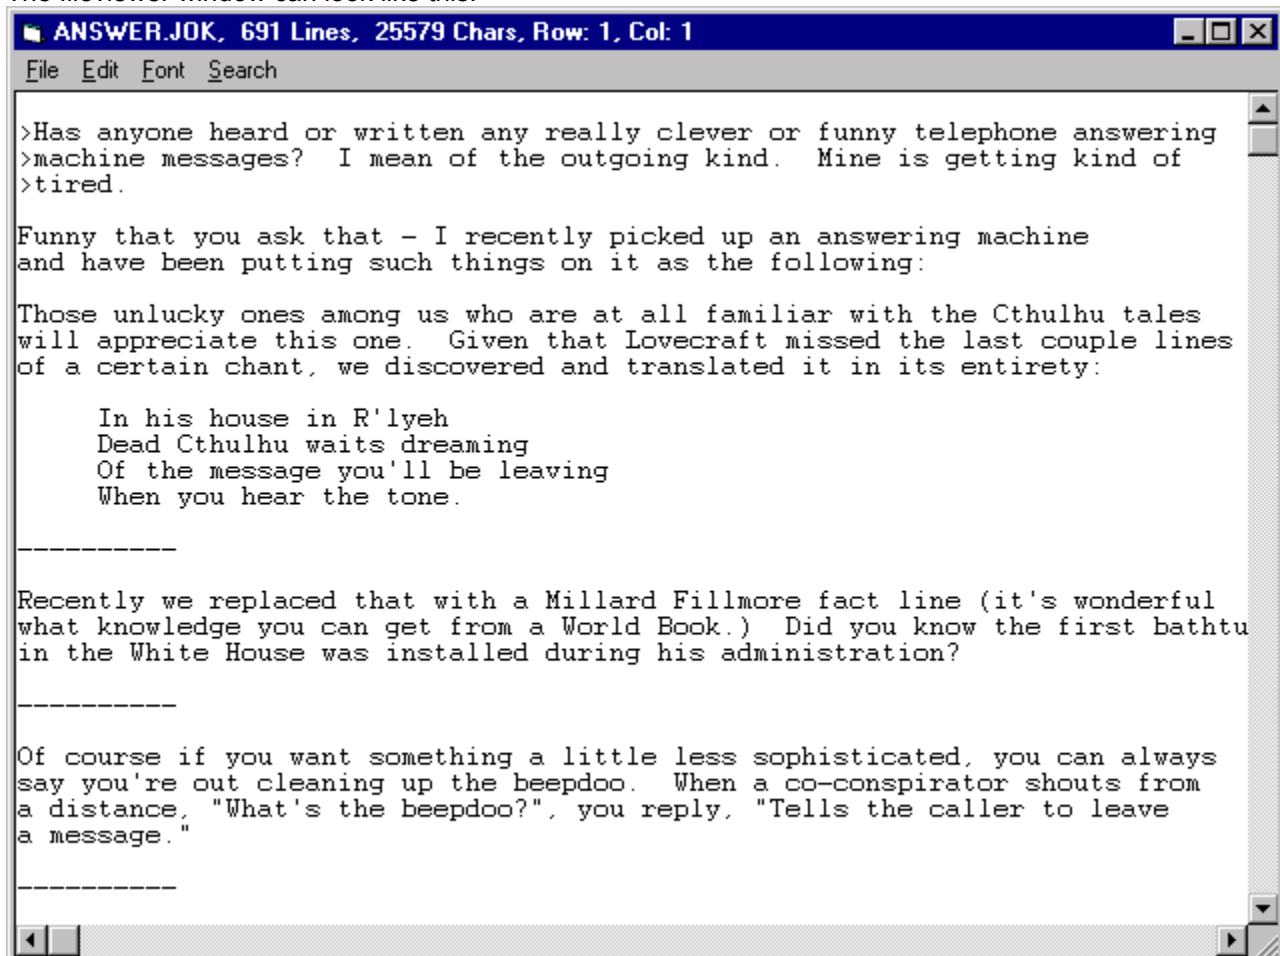 The fileviewer window can look like this:
ANSWER.JOK, 691 Lines, 25579 Chars, Row: 1, Col: 1
File Edit Font Search
>Has anyone heard or written any really clever or funny telephone answering
>machine messages?  I mean of the outgoing kind.  Mine is getting kind of
>tired.
Funny that you ask that - I recently picked up an answering machine
and have been putting such things on it as the following:
Those unlucky ones among us who are at all familiar with the Cthulhu tales
will appreciate this one.  Given that Lovecraft missed the last couple lines
of a certain chant, we discovered and translated it in its entirety:
In his house in R'lyeh
Dead Cthulhu waits dreaming
Of the message you'll be leaving
When you hear the tone.
----------
Recently we replaced that with a Millard Fillmore fact line (it's wonderful
what knowledge you can get from a World Book.)  Did you know the first bathtu
in the White House was installed during his administration?
----------
Of course if you want something a little less sophisticated, you can always
say you're out cleaning up the beepdoo.  When a co-conspirator shouts from
a distance, "What's the beepdoo?", you reply, "Tells the caller to leave
a message."
----------